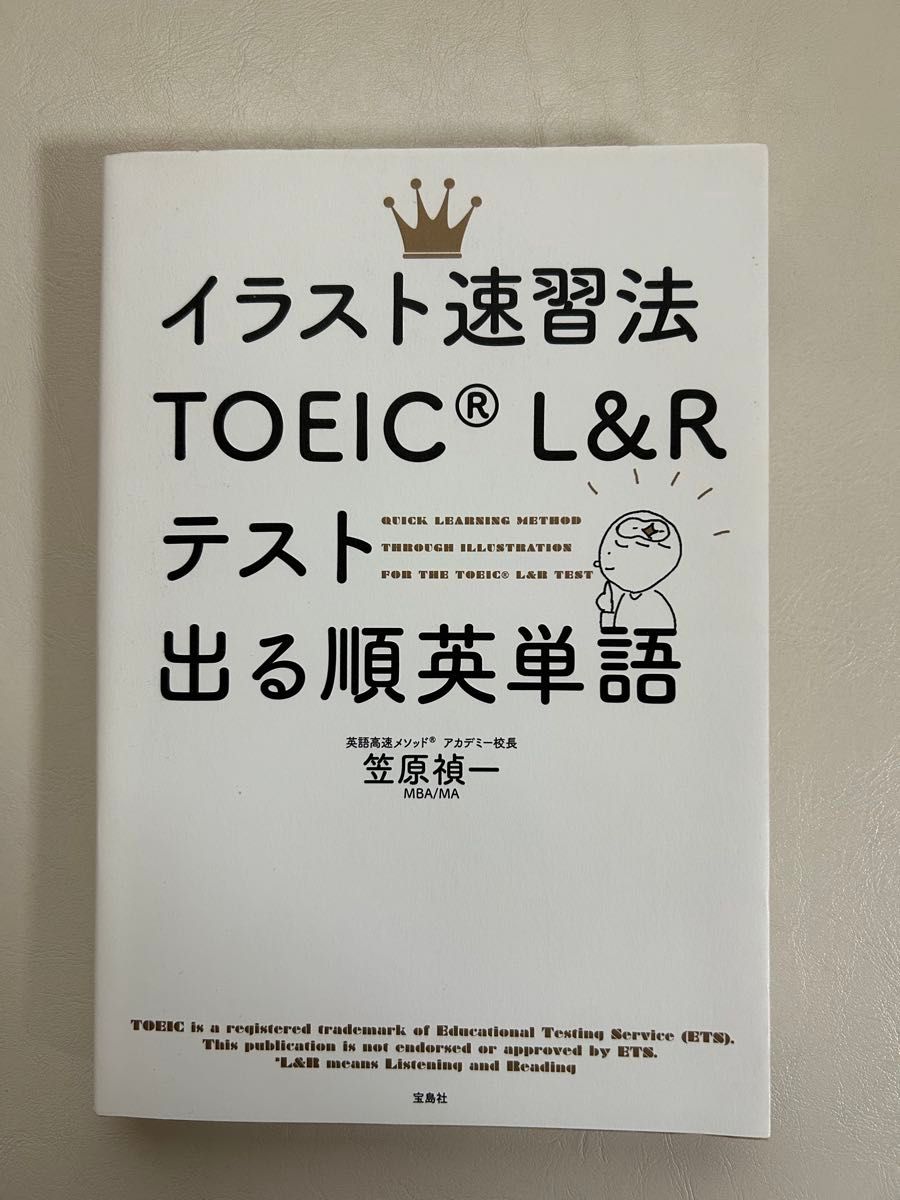 イラスト速習法
TOEIC® L&R
テスト
QUICK LEARNING METHOD
THROUGH ILLUSTRATION
FOR THE TOEIC® L&R TEST
出る順英単語
英語高速メソッド® アカデミー校長
笠原禎一
MBA/MA
TOEIC is a registered trademark of Educational Testing Service (ETS).
This publication is not endorsed or approved by ETS.
*L&R means Listening and Reading
宝島社